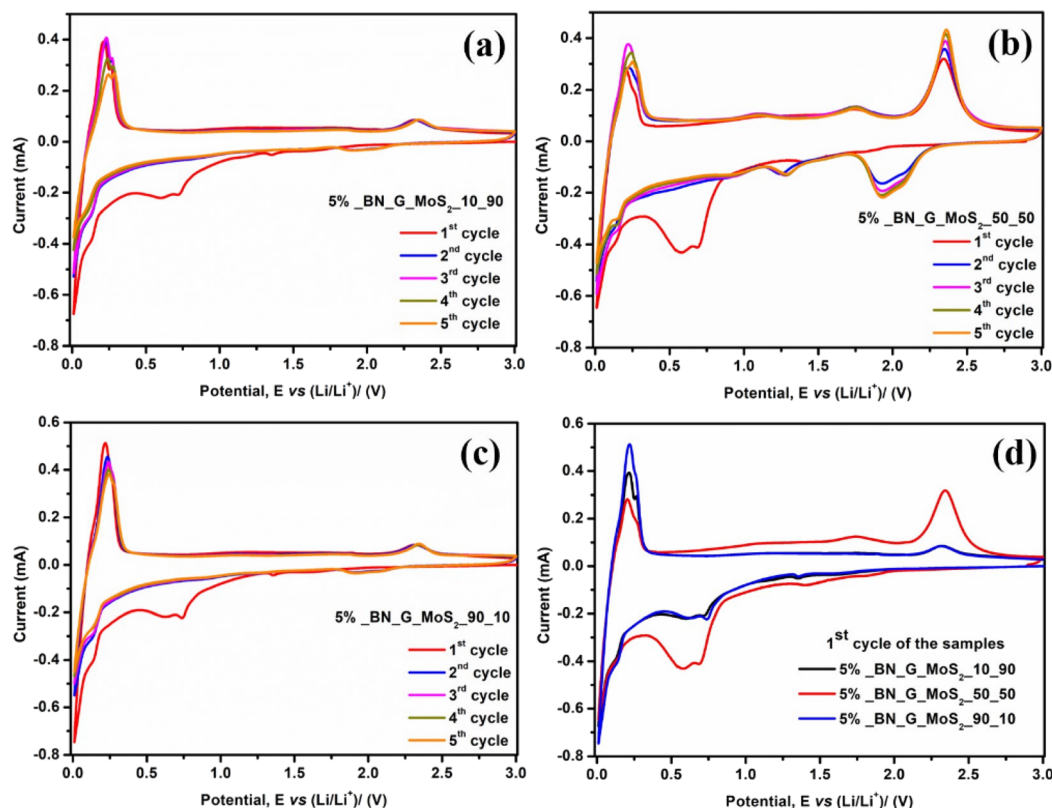 (a)
Current (mA)
0.4
0.2
0.0
-0.2
-0.4
-0.6
-0.8
5% _BN_G_MoS₂_10_90
1st cycle
2nd cycle
3rd cycle
4th cycle
5th cycle
0.0 0.5 1.0 1.5 2.0 2.5 3.0
Potential, E vs (Li/Li⁺)/ (V)
(b)
Current (mA)
0.4
0.2
0.0
-0.2
-0.4
-0.6
-0.8
5% _BN_G_MoS₂_50_50
1st cycle
2nd cycle
3rd cycle
4th cycle
5th cycle
0.0 0.5 1.0 1.5 2.0 2.5 3.0
Potential, E vs (Li/Li⁺)/ (V)
(c)
Current (mA)
0.6
0.4
0.2
0.0
-0.2
-0.4
-0.6
-0.8
5% _BN_G_MoS₂_90_10
1st cycle
2nd cycle
3rd cycle
4th cycle
5th cycle
0.0 0.5 1.0 1.5 2.0 2.5 3.0
Potential, E vs (Li/Li⁺)/ (V)
(d)
Current (mA)
0.6
0.4
0.2
0.0
-0.2
-0.4
-0.6
-0.8
1st cycle of the samples
5% _BN_G_MoS₂_10_90
5% _BN_G_MoS₂_50_50
5% _BN_G_MoS₂_90_10
0.0 0.5 1.0 1.5 2.0 2.5 3.0
Potential, E vs (Li/Li⁺)/ (V)